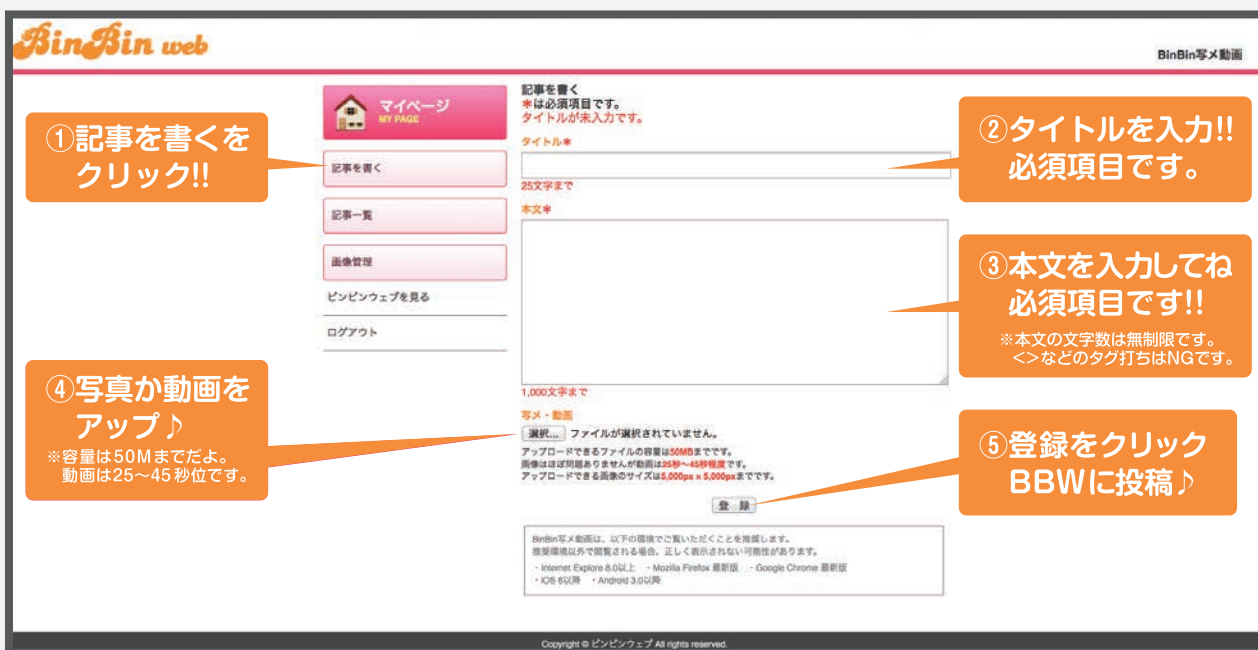 BinBin web
BinBin写メ動画
マイページ
MY PAGE
記事を書く
記事一覧
画像管理
ビンビンウェブを見る
ログアウト
①記事を書くを
クリック!!
記事を書く
*は必須項目です。
タイトルが未入力です。
タイトル*
25文字まで
②タイトルを入力!!
必須項目です。
本文*
1,000文字まで
③本文を入力してね
必須項目です!!
※本文の文字数は無制限です。
<>などのタグ打ちはNGです。
④写真か動画を
アップ♪
※容量は50Mまでだよ。
動画は25～45秒位です。
写メ・動画
選択... ファイルが選択されていません。
アップロードできるファイルの容量は50MBまでです。
画像はほぼ問題ありませんが動画は25秒～45秒程度です。
アップロードできる画像のサイズは5,000px x 5,000pxまでです。
登 録
⑤登録をクリック
BBWに投稿♪
BinBin写メ動画は、以下の環境でご覧いただくことを推奨します。
推奨環境以外で閲覧される場合、正しく表示されない可能性があります。
・Internet Explore 8.0以上 ・Mozilla Firefox 最新版 ・Google Chrome 最新版
・iOS 6以降 ・Android 3.0以降
Copyright © ビンビンウェブ All rights reserved.